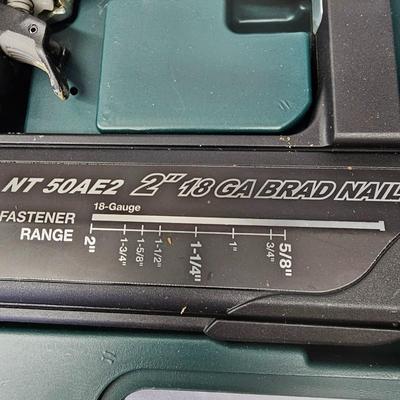 NT 50AE2 2" 18 GA BRAD NAIL
18-Gauge
FASTENER
RANGE
2"
1-3/4"
1-5/8"
1-1/2"
1-1/4"
1"
3/4"
5/8"